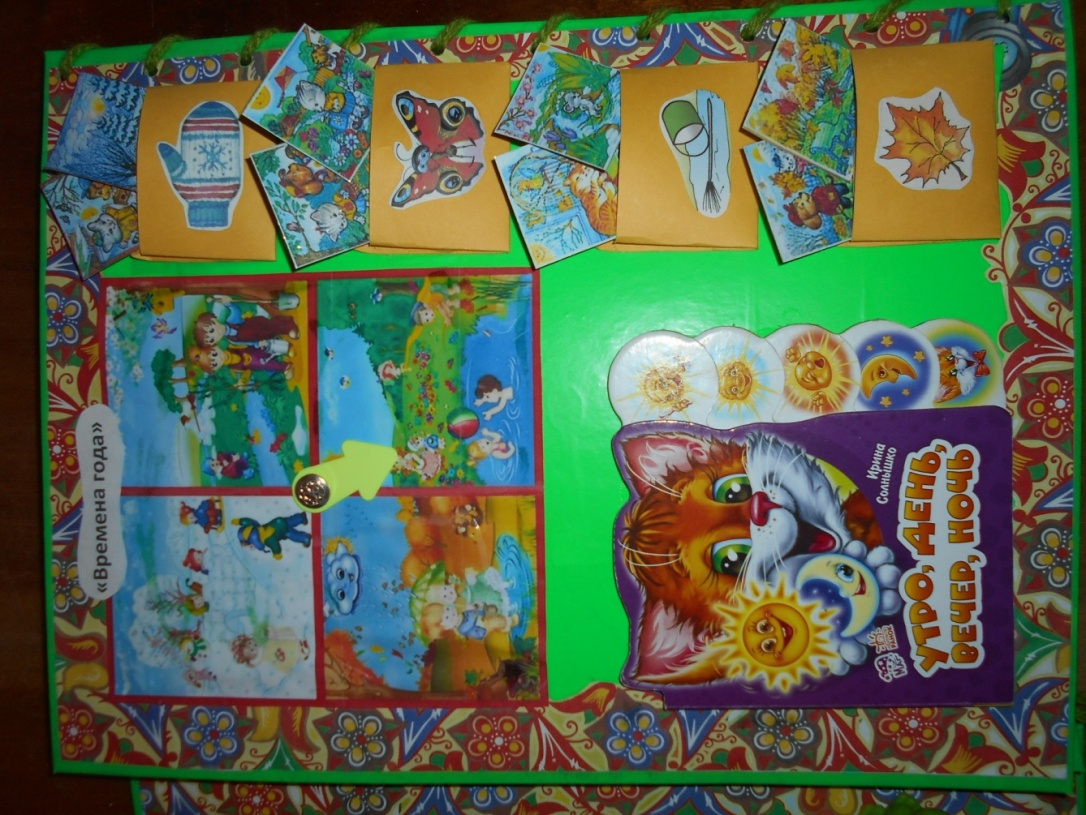 «Времена года»
Ирина
Солнышко
УТРО, ДЕНЬ,
ВЕЧЕР, НОЧЬ